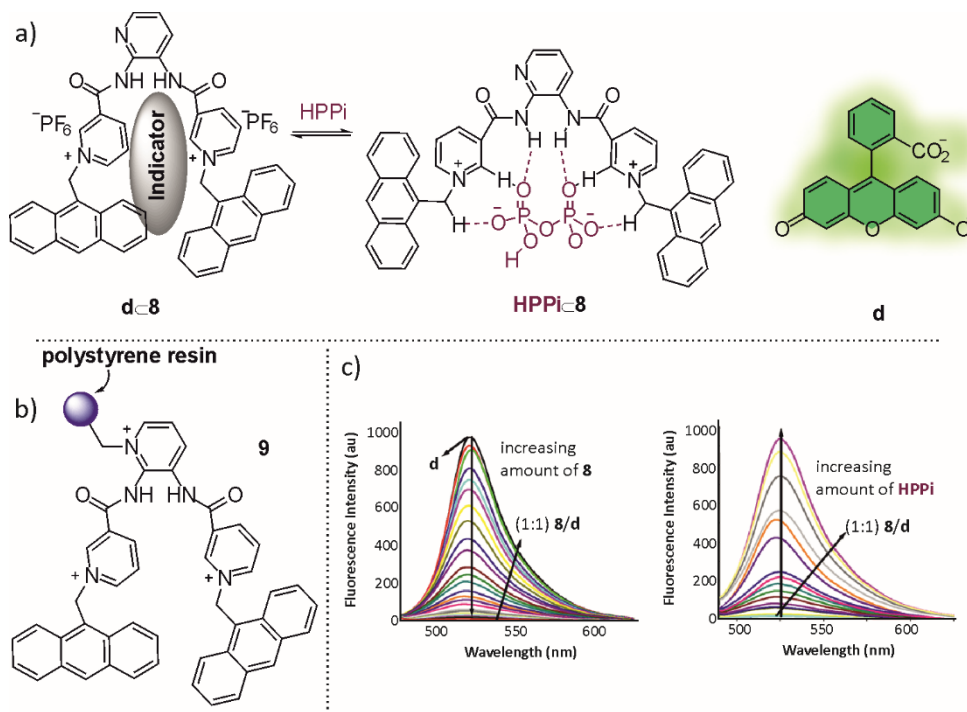 a)
N
O
HN
HN
O
⁻PF6
⁻PF6
N
+
N
+
Indicator
d⊂8
HPPi
N
O
N
H
N
H
O
N
+
H
N
+
H
H
O
O
H
⁻O
P
O
P
O⁻
O
O
H
HPPi⊂8
CO2⁻
O
O
O
d
polystyrene resin
b)
+
N
9
O
NH
HN
O
N
+
N
+
c)
Fluorescence Intensity (au)
1000
800
600
400
200
0
500
550
600
Wavelength (nm)
d
increasing
amount of 8
(1:1) 8/d
Fluorescence Intensity (au)
1000
800
600
400
200
0
500
550
600
Wavelength (nm)
increasing
amount of HPPi
(1:1) 8/d